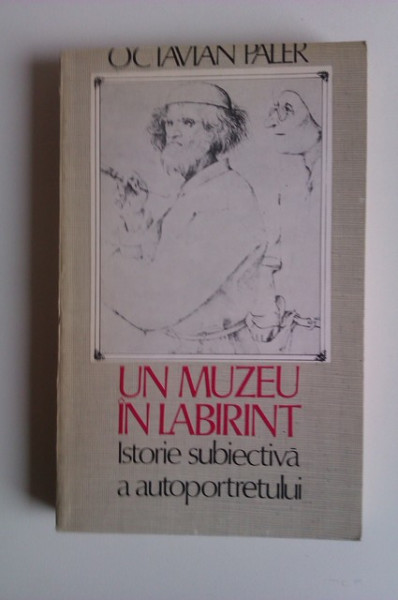 OCTAVIAN PALER
UN MUZEU
ÎN LABIRINT
Istorie subiectivă
a autoportretului